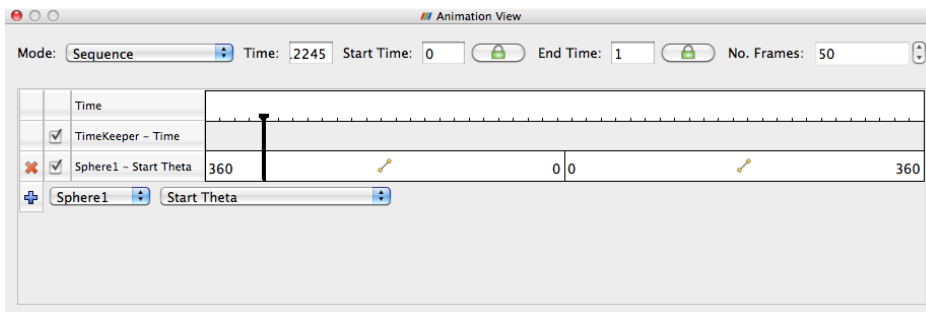 Animation View
Mode: Sequence Time: .2245 Start Time: 0 End Time: 1 No. Frames: 50
Time
TimeKeeper – Time
Sphere1 – Start Theta 360 0 0 360
Sphere1 Start Theta